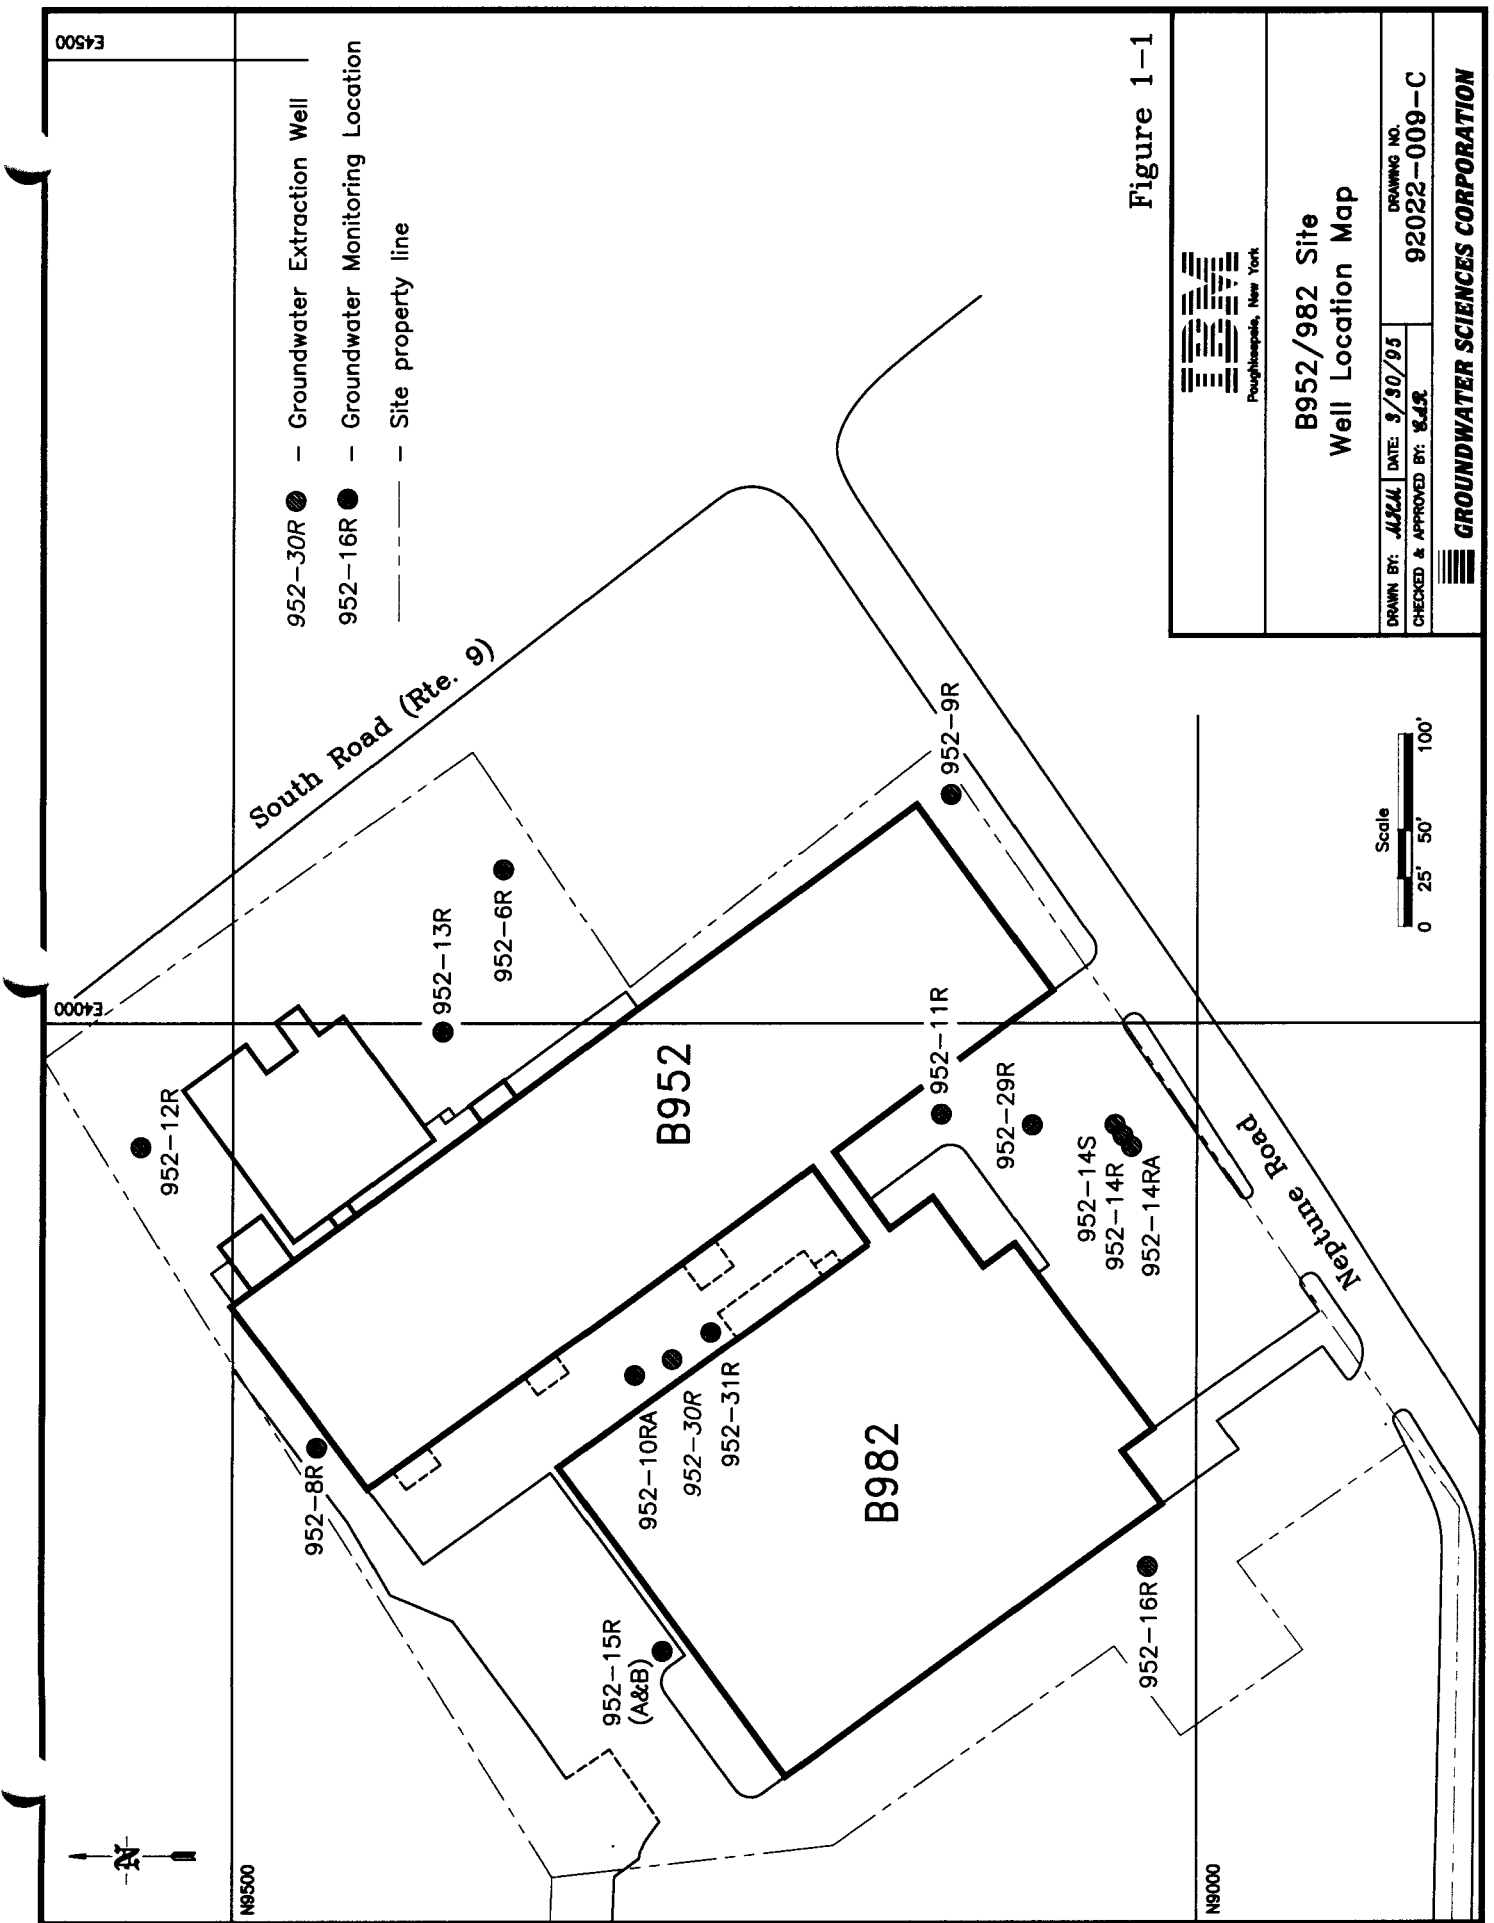 E4500
952-30R – Groundwater Extraction Well
952-16R – Groundwater Monitoring Location
– Site property line
South Road (Rte. 9)
E4000
952-12R
952-13R
952-6R
952-9R
B952
952-11R
952-29R
952-14S
952-14R
952-14RA
952-8R
952-10RA
952-30R
952-31R
B982
952-15R
(A&B)
952-16R
Neptune Road
N
N9500
N9000
Scale
0 25' 50' 100'
Figure 1-1
IBM
Poughkeepsie, New York
B952/982 Site
Well Location Map
DRAWN BY: DATE: 3/30/95
CHECKED & APPROVED BY:
DRAWING NO.
92022-009-C
GROUNDWATER SCIENCES CORPORATION